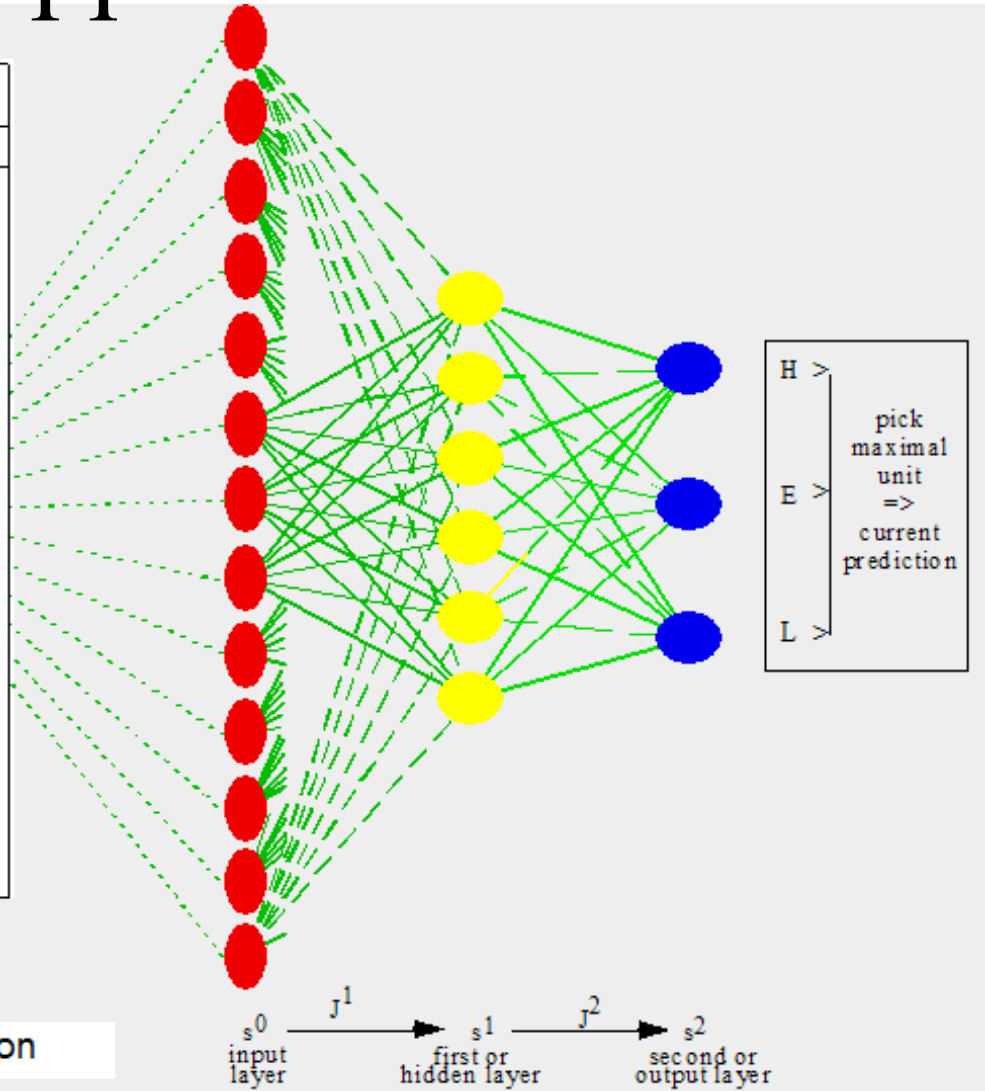 H >
E >
L >
pick
maximal
unit
=>
current
prediction
J1
J2
s0
input
layer
s1
first or
hidden layer
s2
second or
output layer
on